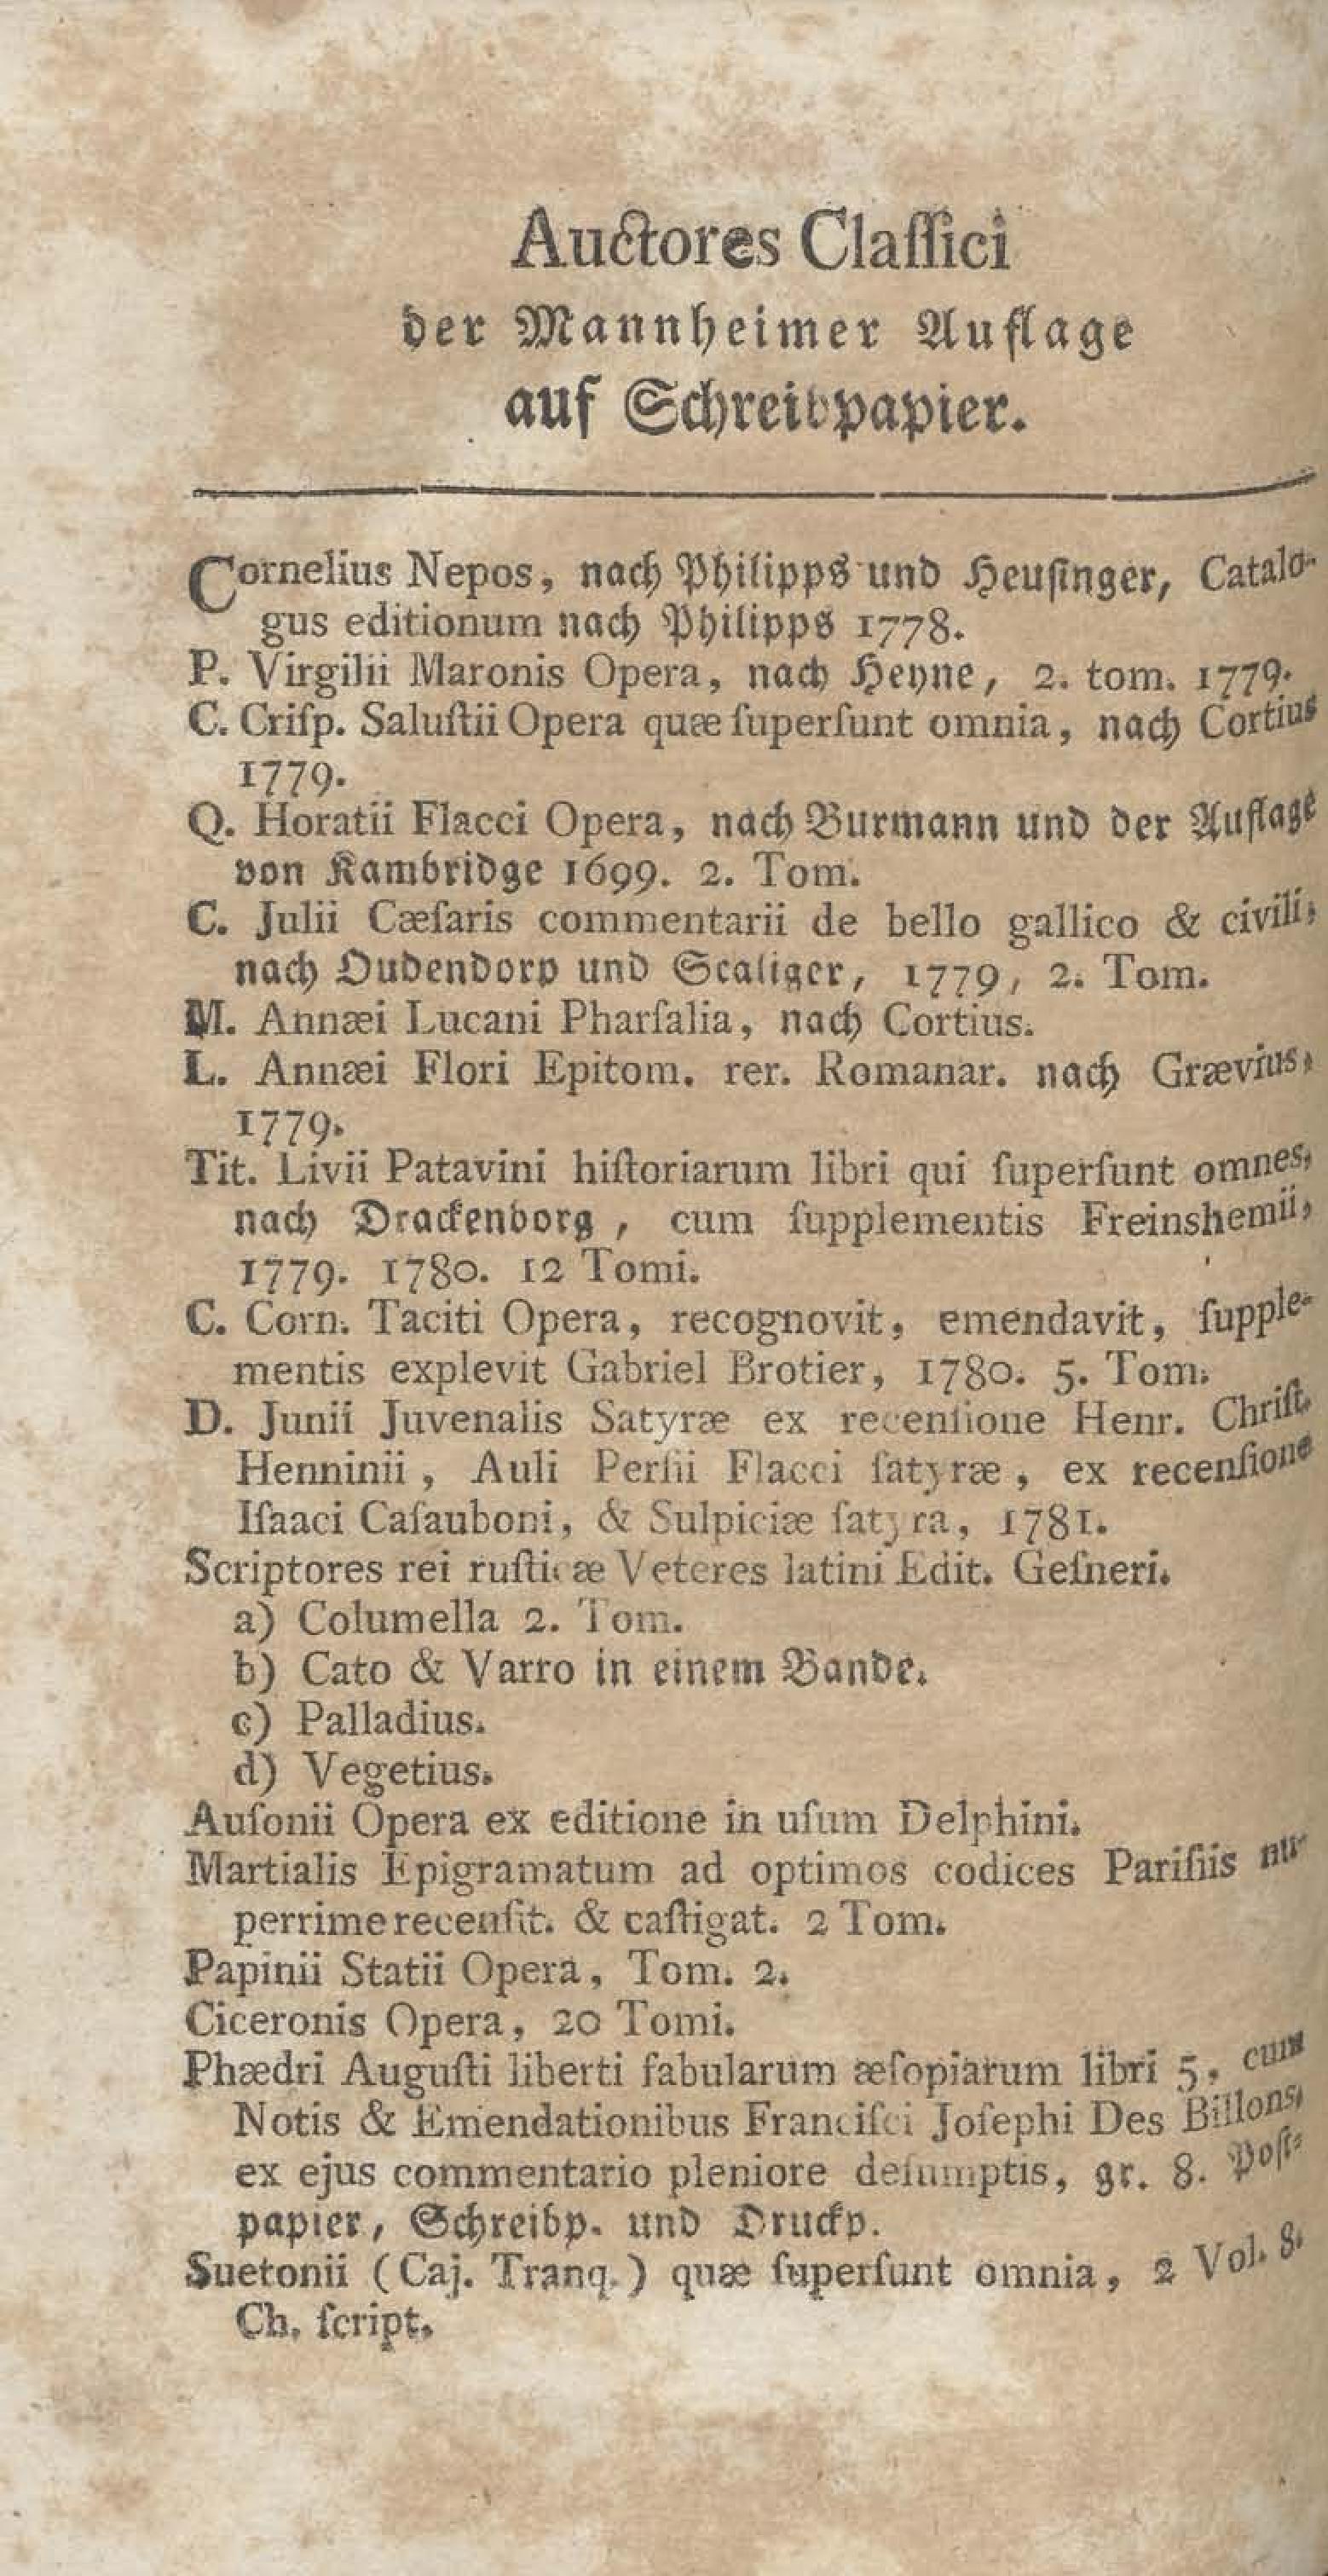 Auctores Claſſici
der Mannheimer Auflage
auf Schreibpapier.
Cornelius Nepos, nach Philipps und Heuſinger, Catalo-
gus editionum nach Philipps 1778.
P. Virgilii Maronis Opera, nach Heyne, 2. tom. 1779.
C. Criſp. Saluſtii Opera quæ ſuperſunt omnia, nach Cortius
1779.
Q. Horatii Flacci Opera, nach Burmann und der Auflage
von Kambridge 1699. 2. Tom.
C. Julii Cæſaris commentarii de bello gallico & civili,
nach Oudendorp und Scaliger, 1779, 2. Tom.
M. Annæi Lucani Pharſalia, nach Cortius.
L. Annæi Flori Epitom. rer. Romanar. nach Grævius,
1779.
Tit. Livii Patavini hiſtoriarum libri qui ſuperſunt omnes,
nach Drackenborg, cum ſupplementis Freinshemii,
1779. 1780. 12 Tomi.
C. Corn. Taciti Opera, recognovit, emendavit, ſupple-
mentis explevit Gabriel Brotier, 1780. 5. Tom.
D. Junii Juvenalis Satyræ ex recenſione Henr. Chriſt.
Henninii, Auli Perſii Flacci ſatyræ, ex recenſione
Iſaaci Caſauboni, & Sulpiciæ ſatyra, 1781.
Scriptores rei ruſticæ Veteres latini Edit. Geſneri.
a) Columella 2. Tom.
b) Cato & Varro in einem Bande.
c) Palladius.
d) Vegetius.
Auſonii Opera ex editione in uſum Delphini.
Martialis Epigramatum ad optimos codices Pariſiis nu-
perrime recenſit. & caſtigat. 2 Tom.
Papinii Statii Opera, Tom. 2.
Ciceronis Opera, 20 Tomi.
Phædri Auguſti liberti fabularum æſopiarum libri 5, cum
Notis & Emendationibus Franciſci Joſephi Des Billons,
ex ejus commentario pleniore deſumptis, gr. 8. Poſt-
papier, Schreibp. und Druckp.
Suetonii (Caj. Tranq.) quæ ſuperſunt omnia, 2 Vol. 8.
Ch. ſcript.